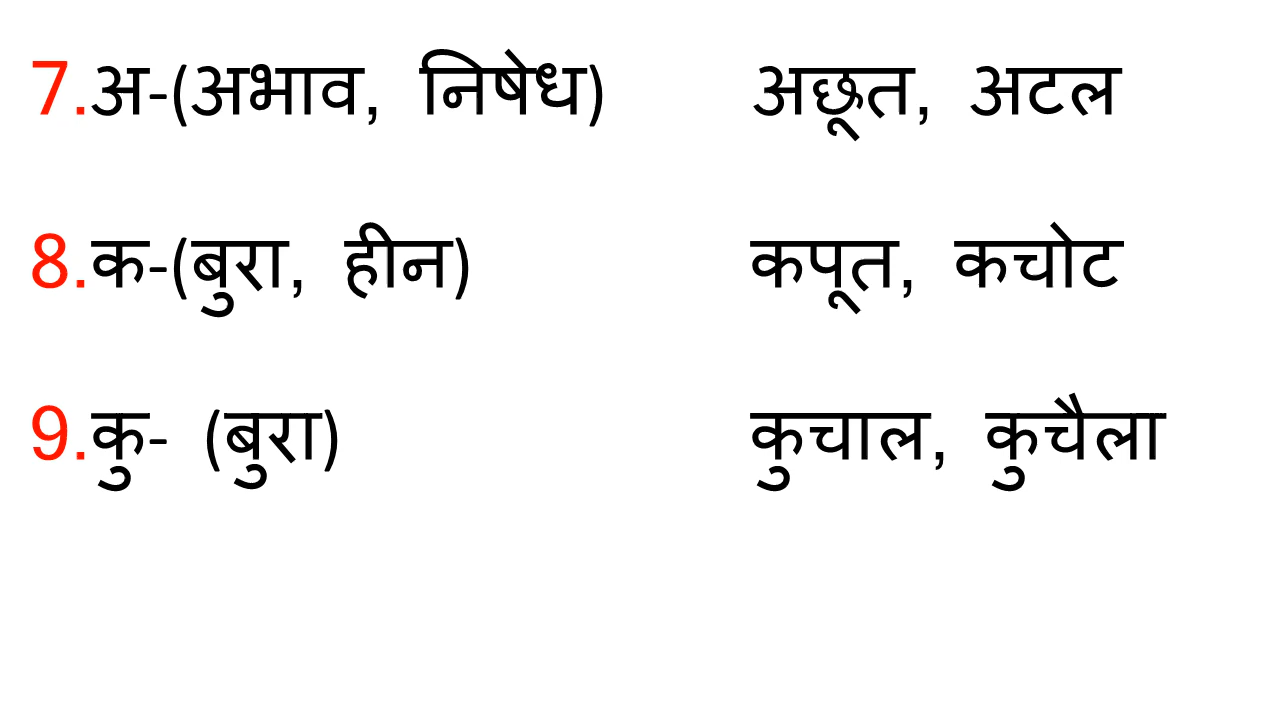 7.अ-(अभाव, निषेध) अछूत, अटल
8.क-(बुरा, हीन) कपूत, कचोट
9.कु- (बुरा) कुचाल, कुचैला